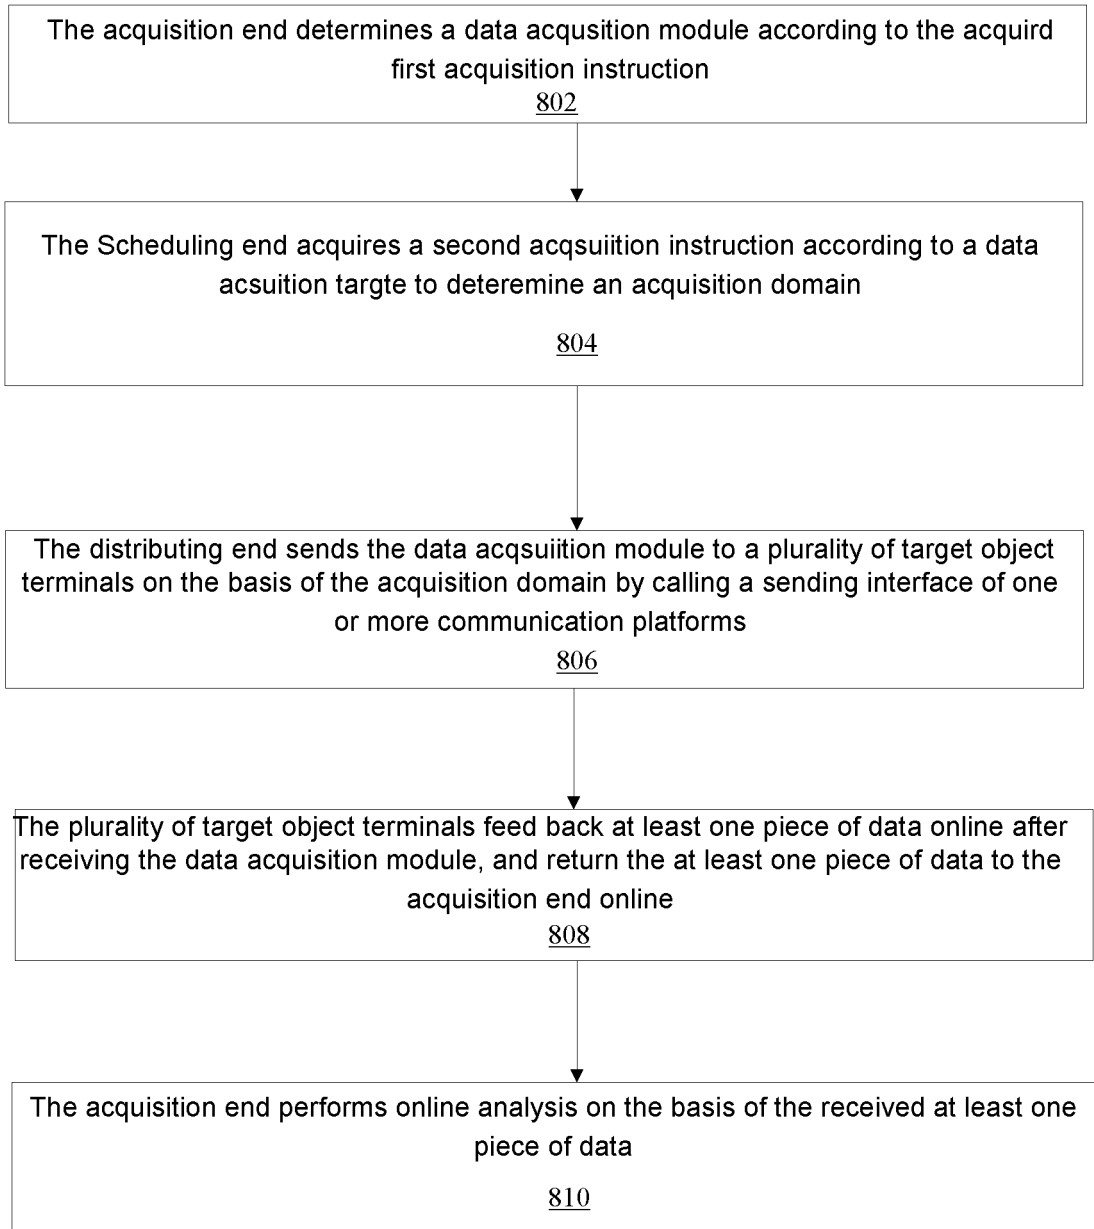 The acquisition end determines a data acqusition module according to the acquird
first acquisition instruction
802
The Scheduling end acquires a second acqsuiition instruction according to a data
acsuition targte to deteremine an acquisition domain
804
The distributing end sends the data acqsuiition module to a plurality of target object
terminals on the basis of the acquisition domain by calling a sending interface of one
or more communication platforms
806
The plurality of target object terminals feed back at least one piece of data online after
receiving the data acquisition module, and return the at least one piece of data to the
acquisition end online
808
The acquisition end performs online analysis on the basis of the received at least one
piece of data
810